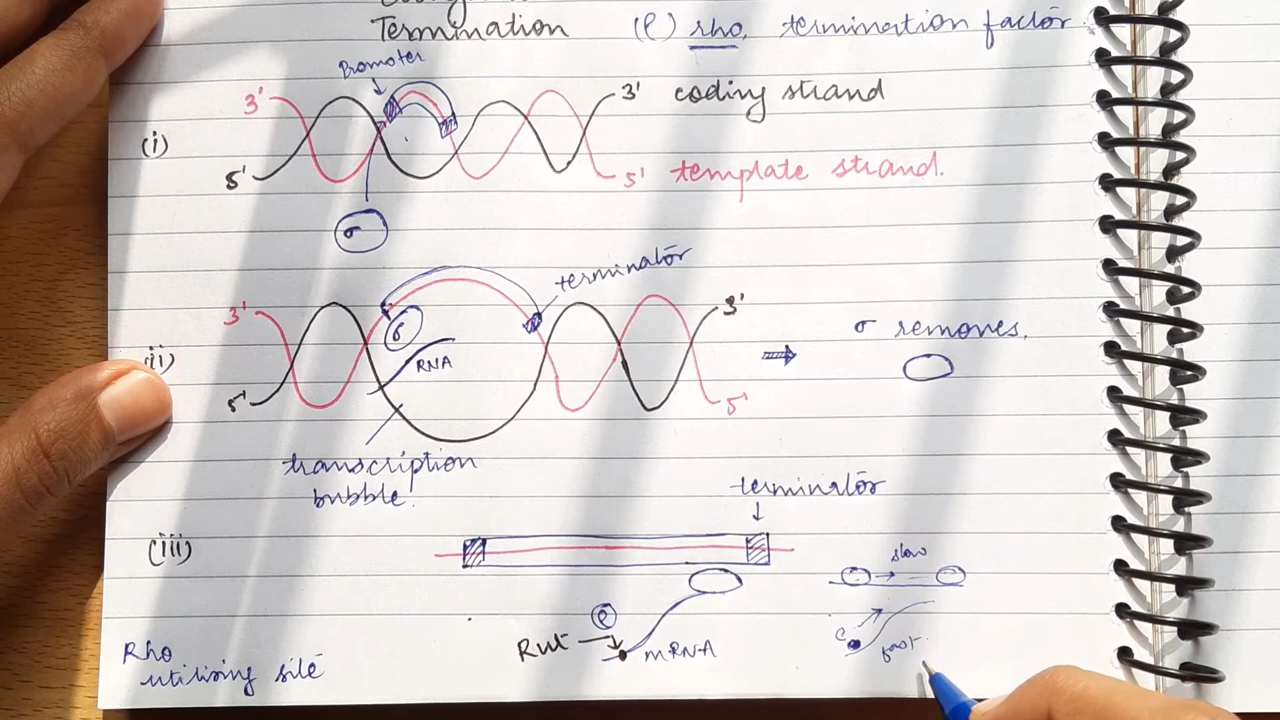 Termination (ρ) rho, termination factor
Promoter
3' 3' coding strand
(i)
5' 5' template strand.
σ
terminator
3' 3'
σ
σ removes.
(ii) RNA
5' 5'
transcription
bubble.
terminator
(iii)
slow
ρ
Rut mRNA
ρ
fast.
Rho
utilising site